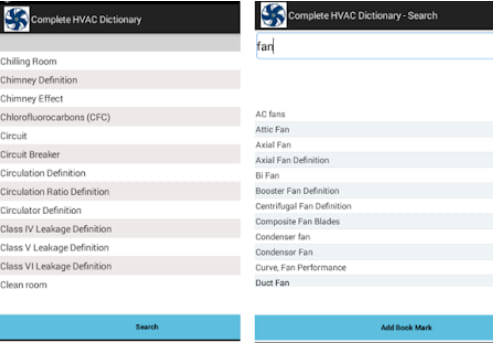 Complete HVAC Dictionary
Chilling Room
Chimney Definition
Chimney Effect
Chlorofluorocarbons (CFC)
Circuit
Circuit Breaker
Circulation Definition
Circulation Ratio Definition
Circulator Definition
Class IV Leakage Definition
Class V Leakage Definition
Class VI Leakage Definition
Clean room
Search
Complete HVAC Dictionary - Search
fan
AC fans
Attic Fan
Axial Fan
Axial Fan Definition
Bi Fan
Booster Fan Definition
Centrifugal Fan Definition
Composite Fan Blades
Condenser fan
Condensor Fan
Curve, Fan Performance
Duct Fan
Add Book Mark